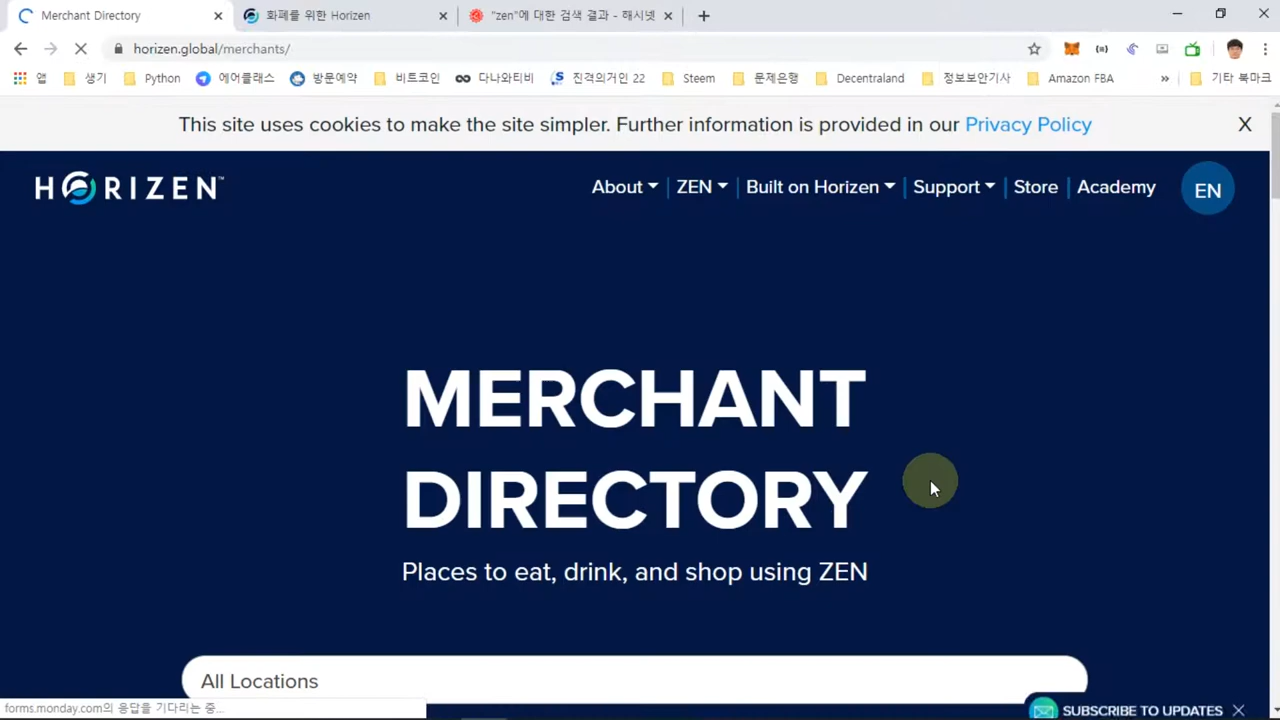 Merchant Directory
화폐를 위한 Horizen
"zen"에 대한 검색 결과 - 해시넷
horizen.global/merchants/
앱 생기 Python 에어클래스 방문예약 비트코인 다나와티비 진격의거인 22 Steem 문제은행 Decentraland 정보보안기사 Amazon FBA » 기타 북마크
This site uses cookies to make the site simpler. Further information is provided in our Privacy Policy X
HORIZEN™ About ZEN Built on Horizen Support Store Academy EN
MERCHANT
DIRECTORY
Places to eat, drink, and shop using ZEN
All Locations
forms.monday.com의 응답을 기다리는 중...
SUBSCRIBE TO UPDATES